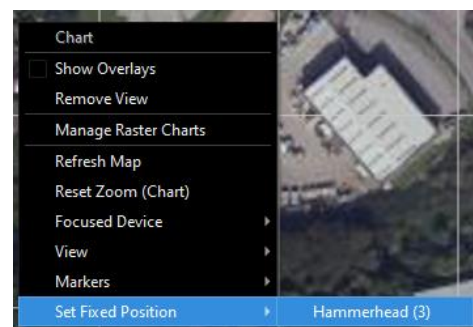 Chart
Show Overlays
Remove View
Manage Raster Charts
Refresh Map
Reset Zoom (Chart)
Focused Device
View
Markers
Set Fixed Position
Hammerhead (3)